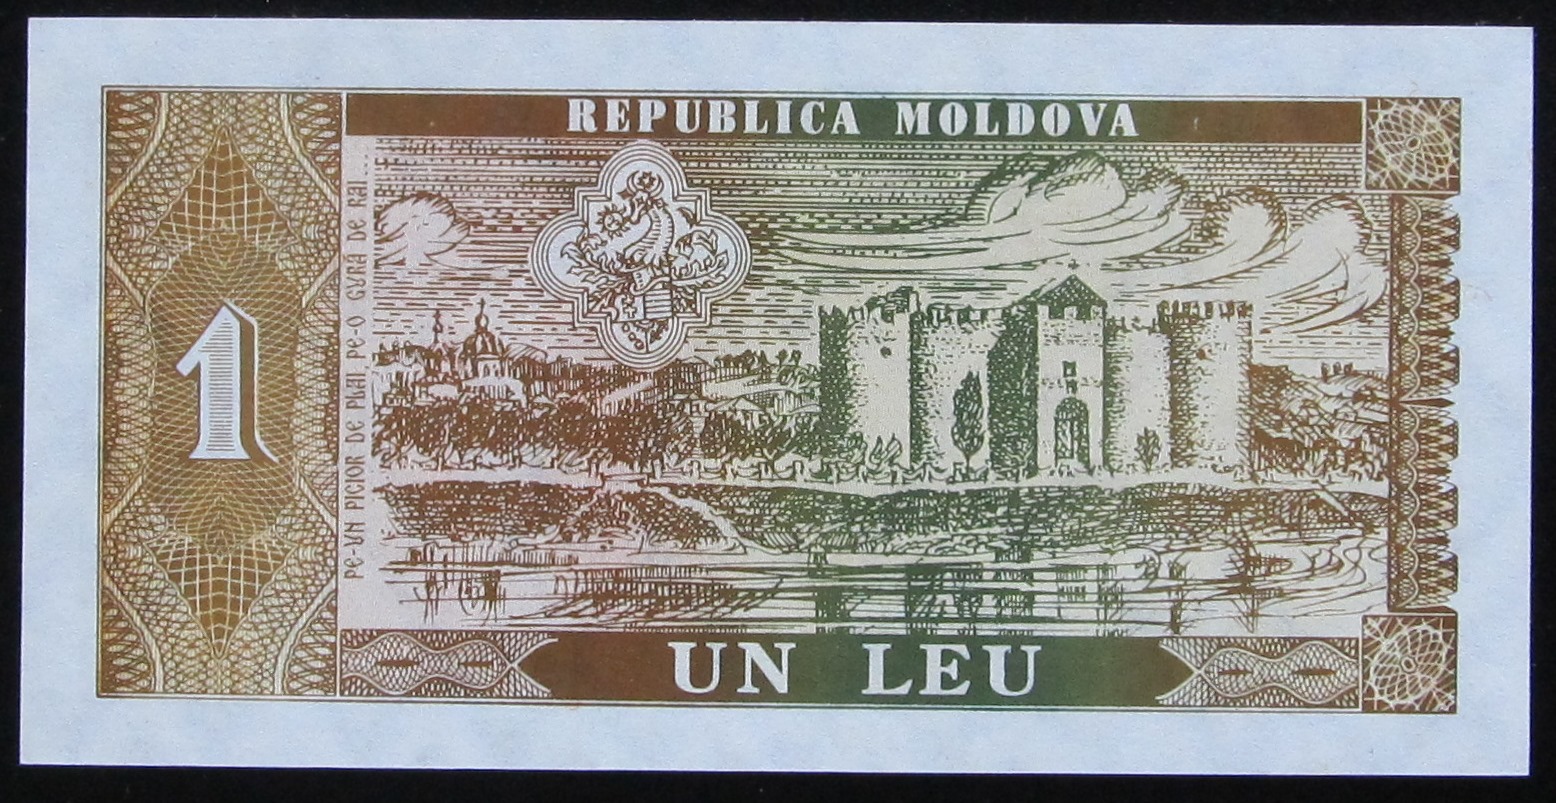 REPUBLICA MOLDOVA
1
PE-UN PICIOR DE PLAI PE-O GURĂ DE RAI
UN LEU